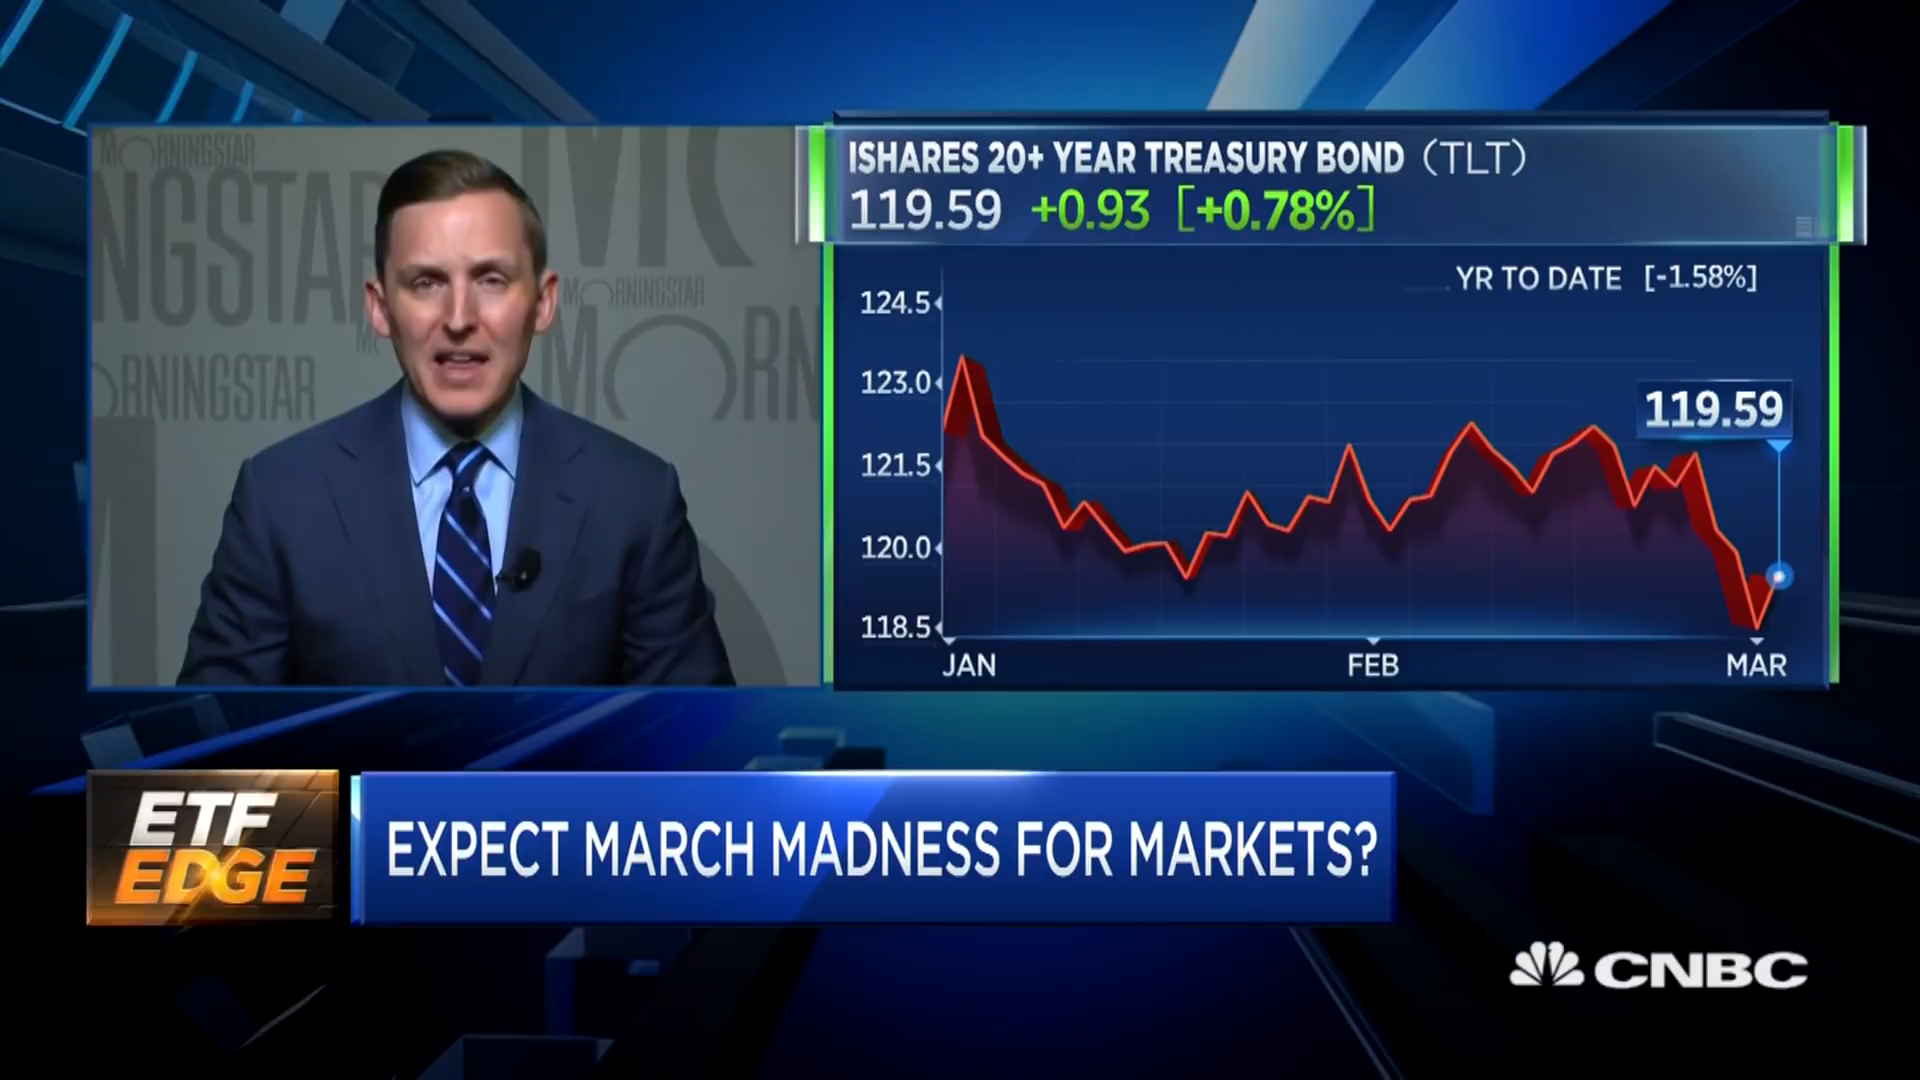 MORNINGSTAR
NGSTAR
MORNINGSTAR
MORN
ORNINGSTAR
ISHARES 20+ YEAR TREASURY BOND (TLT)
119.59 +0.93 [+0.78%]
YR TO DATE [-1.58%]
124.5
123.0
121.5
120.0
118.5
119.59
JAN FEB MAR
ETF
EDGE
EXPECT MARCH MADNESS FOR MARKETS?
CNBC